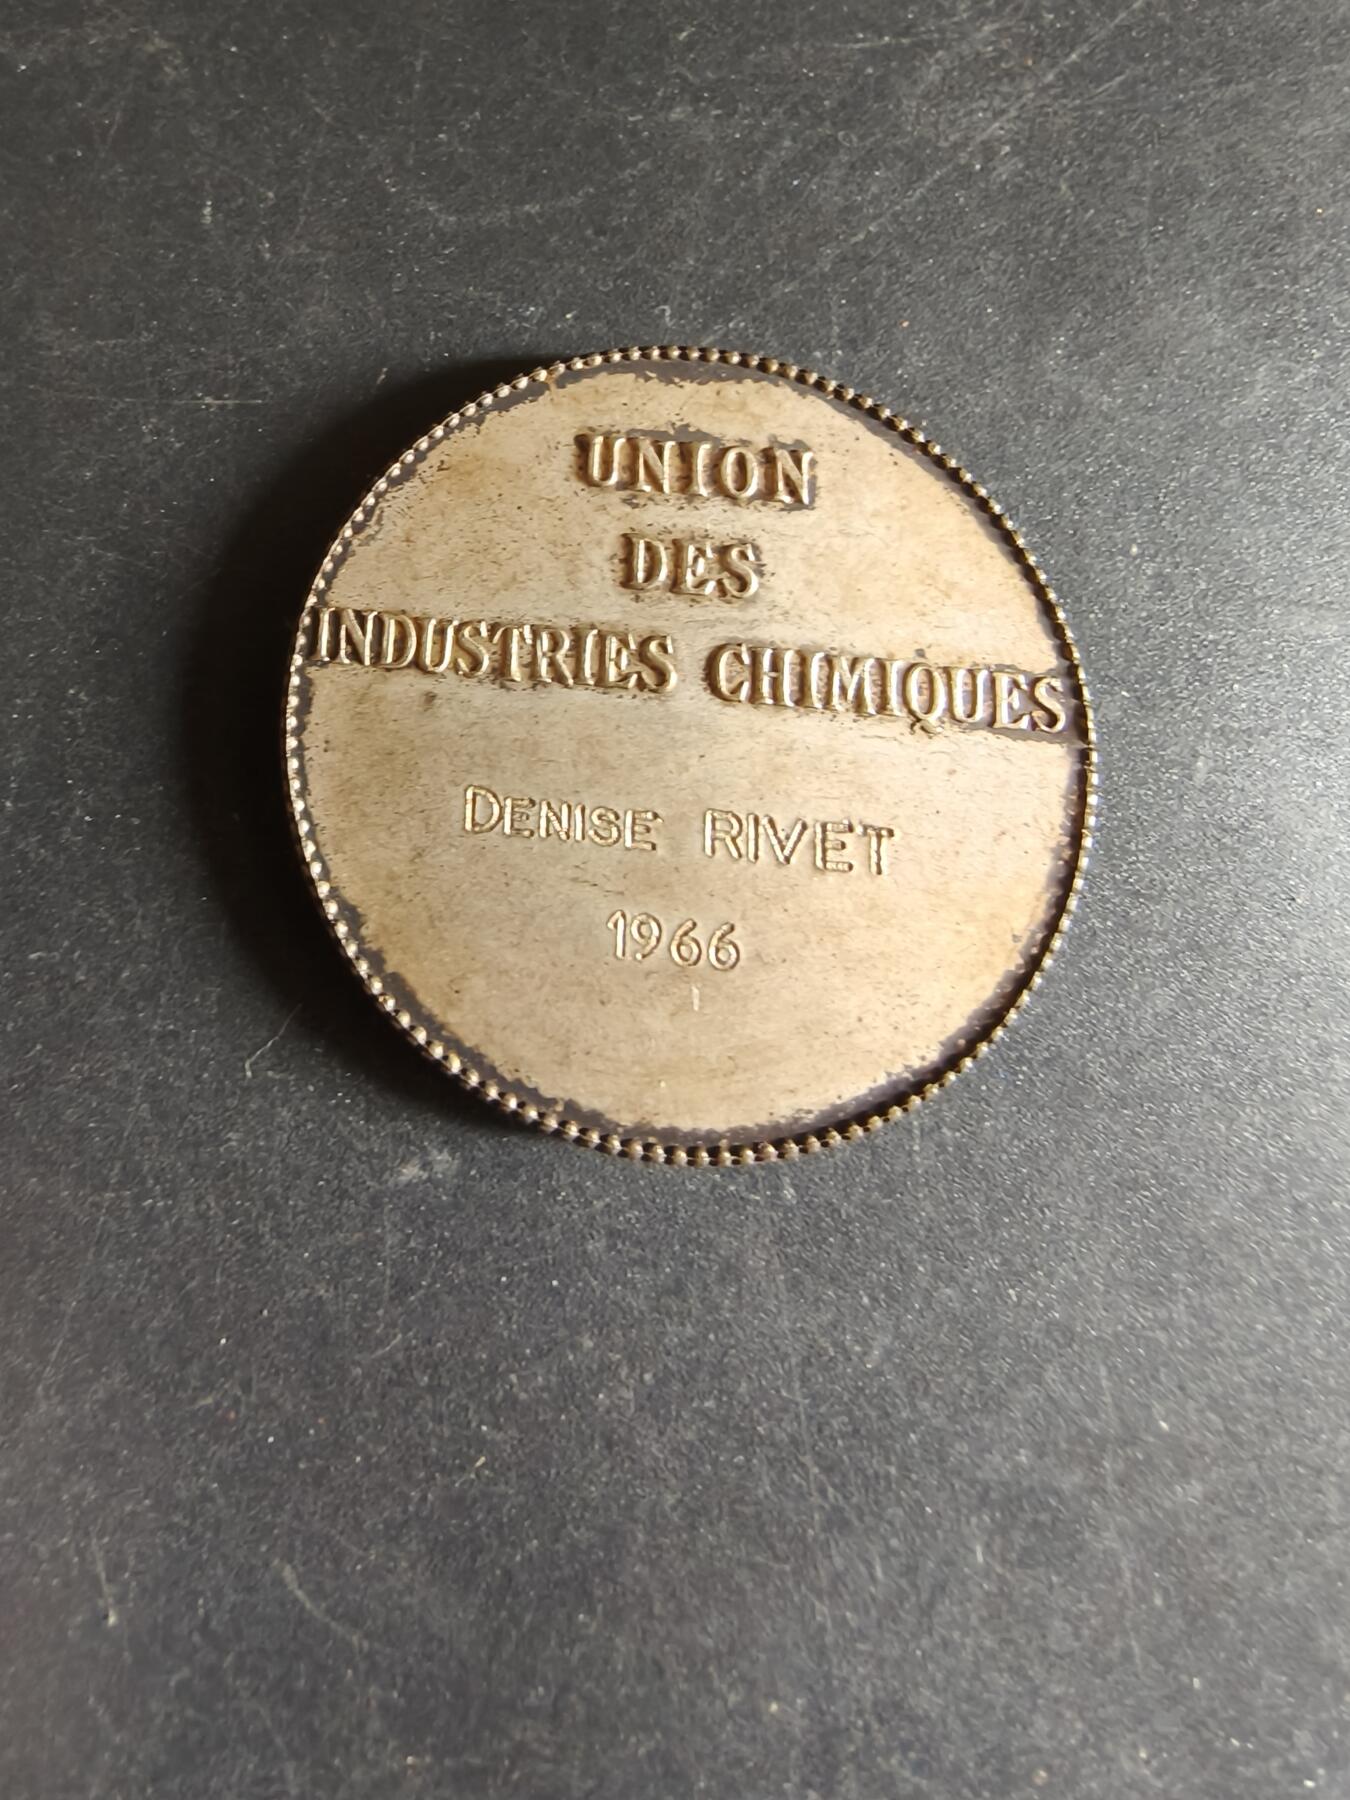 UNION
DES
INDUSTRIES CHIMIQUES
DENISE RIVET
1966